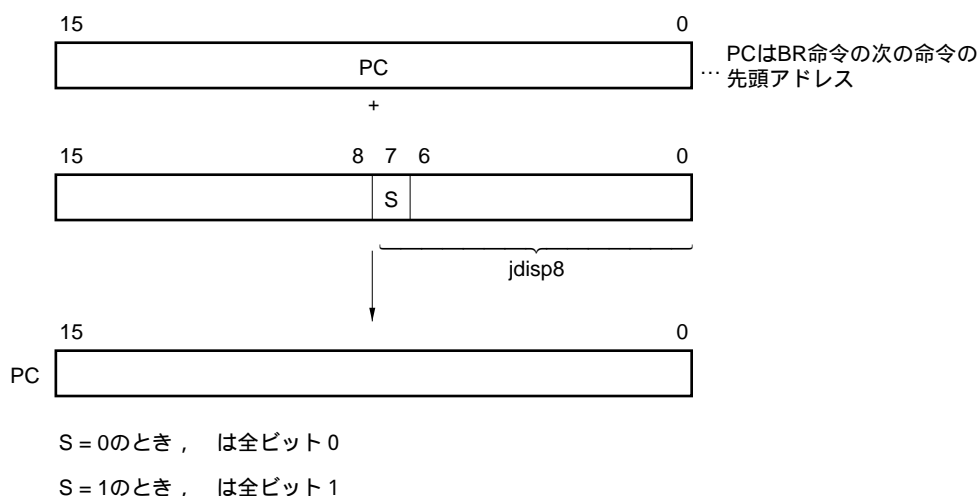 15 0
PC
… PCはBR命令の次の命令の
先頭アドレス
+
15 8 7 6 0
S
jdisp8
15 0
PC
S = 0のとき， は全ビット 0
S = 1のとき， は全ビット 1